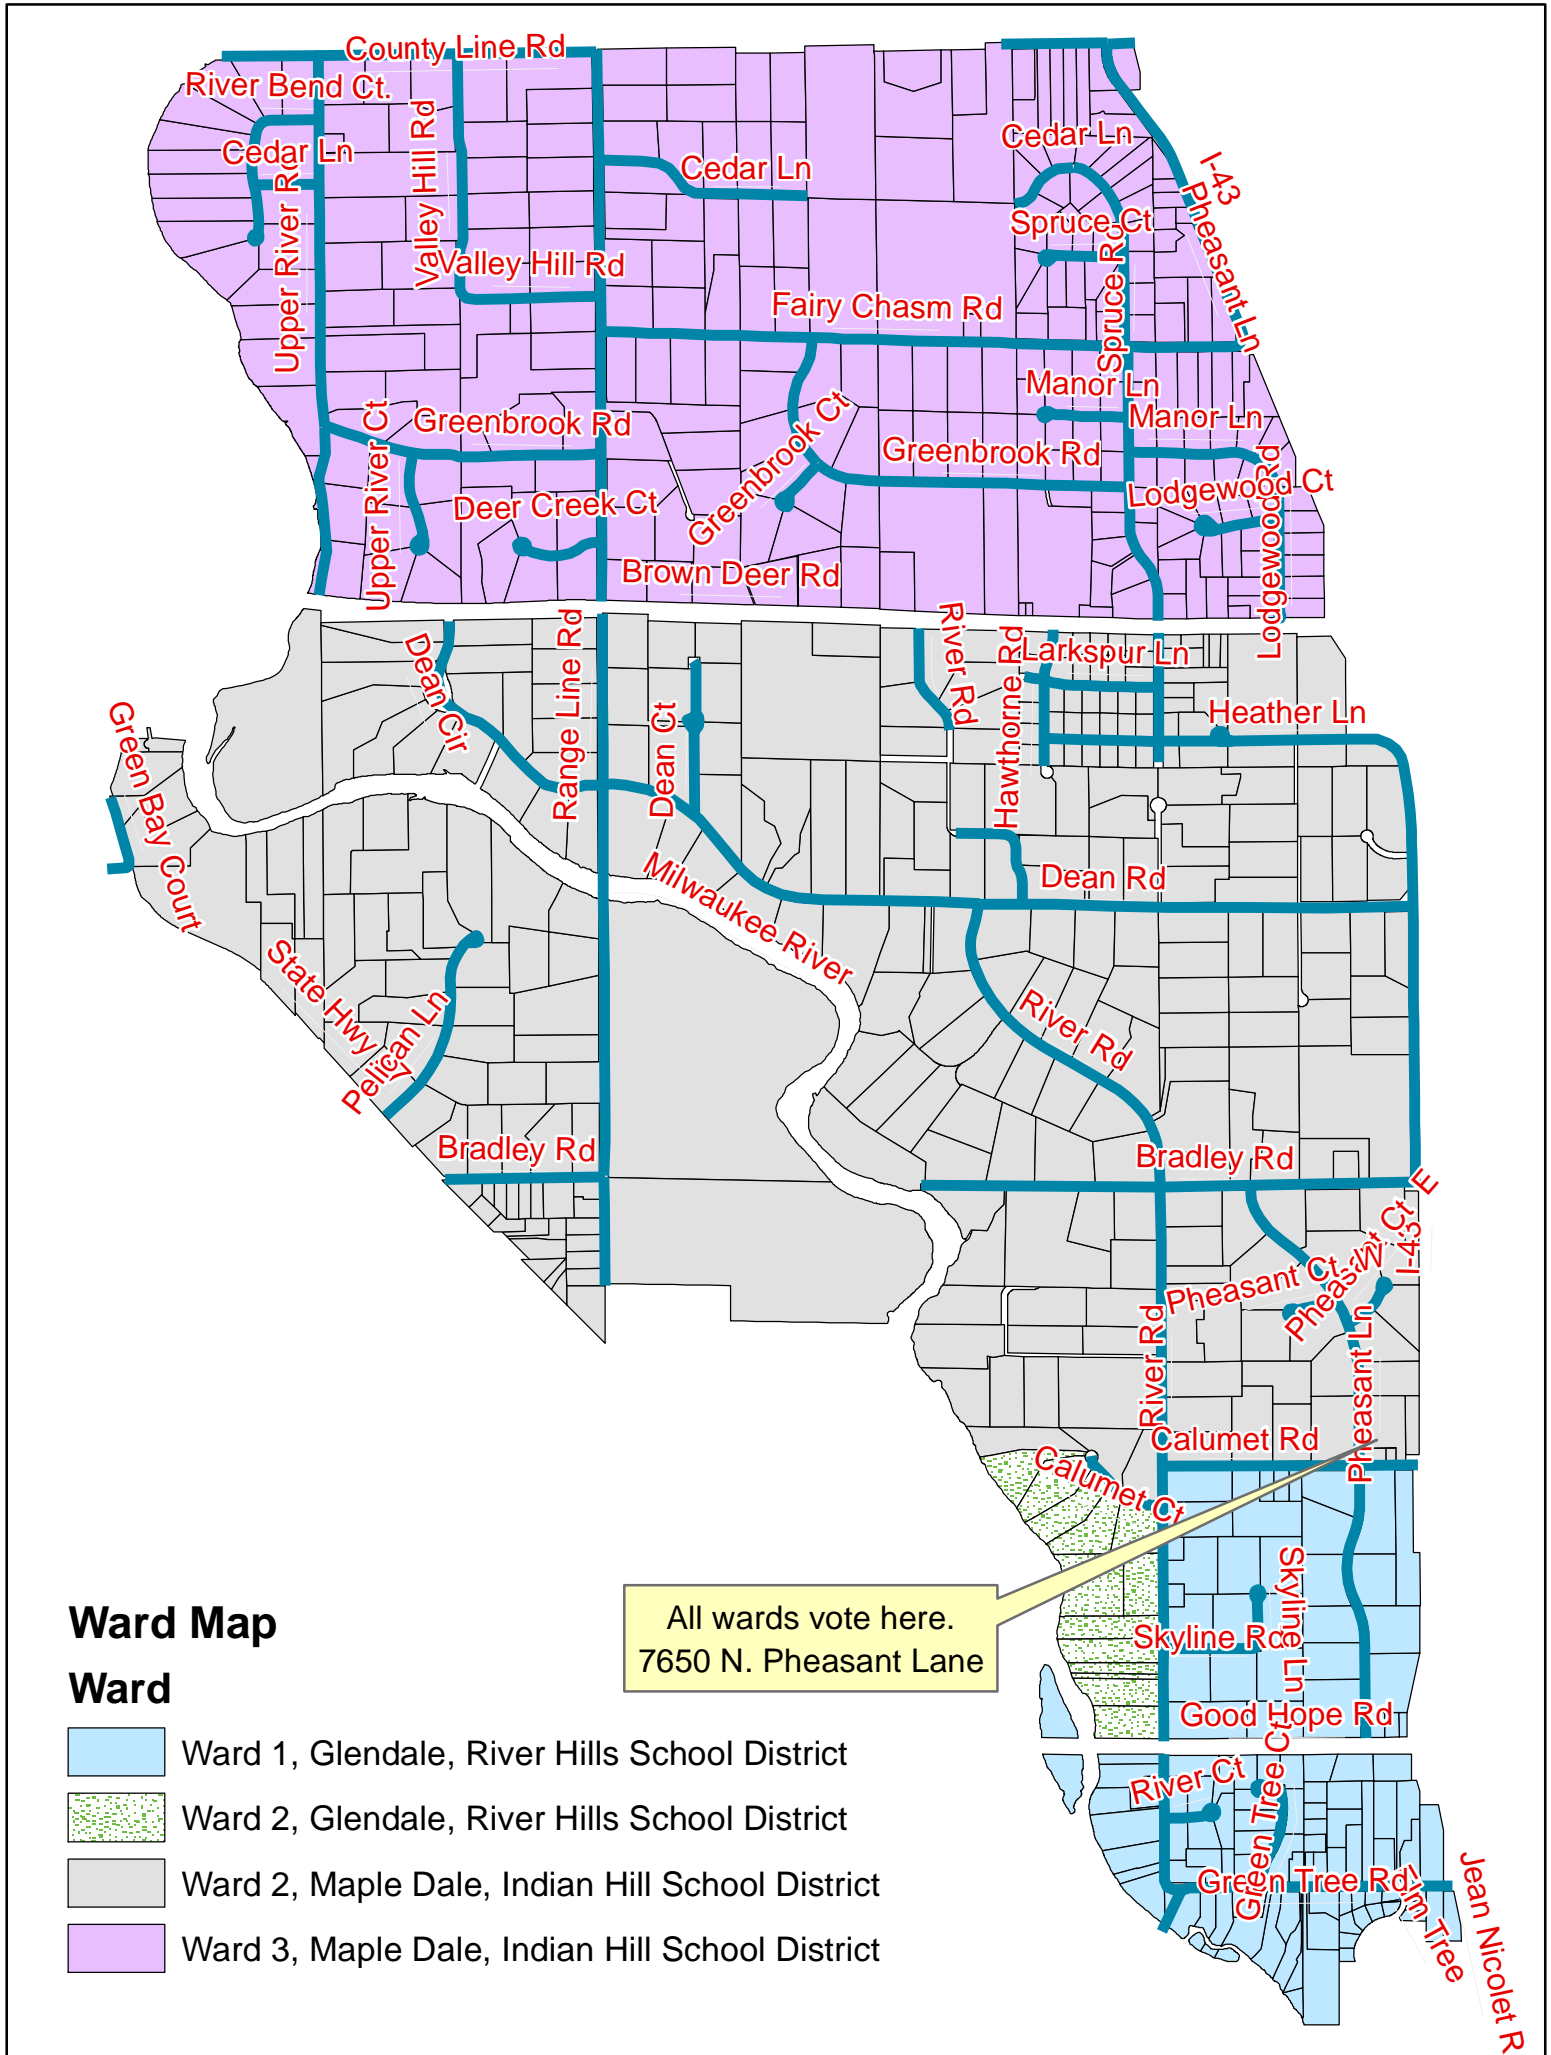 County Line Rd
River Bend Ct.
Cedar Ln
Upper River Rd
Valley Hill Rd
Valley Hill Rd
Cedar Ln
Cedar Ln
I-43
Pheasant Ln
Spruce Ct
Spruce Rd
Fairy Chasm Rd
Manor Ln
Manor Ln
Greenbrook Rd
Greenbrook Ct
Greenbrook Rd
Upper River Ct
Deer Creek Ct
Lodgewood Ct
Lodgewood Rd
Brown Deer Rd
Dean Cir
Range Line Rd
Dean Ct
River Rd
Hawthorne Rd
Larkspur Ln
Heather Ln
Green Bay Court
Milwaukee River
Dean Rd
State Hwy 57
Pelican Ln
River Rd
Bradley Rd
Bradley Rd
Pheasant Ct W
Pheasant Ct E
I-43
River Rd
Pheasant Ln
Calumet Rd
Calumet Ct
All wards vote here.
7650 N. Pheasant Lane
Skyline Rd
Skyline Ln
Good Hope Rd
River Ct
Green Tree Ct
Green Tree Rd
Elm Tree
Jean Nicolet R
Ward Map
Ward
Ward 1, Glendale, River Hills School District
Ward 2, Glendale, River Hills School District
Ward 2, Maple Dale, Indian Hill School District
Ward 3, Maple Dale, Indian Hill School District